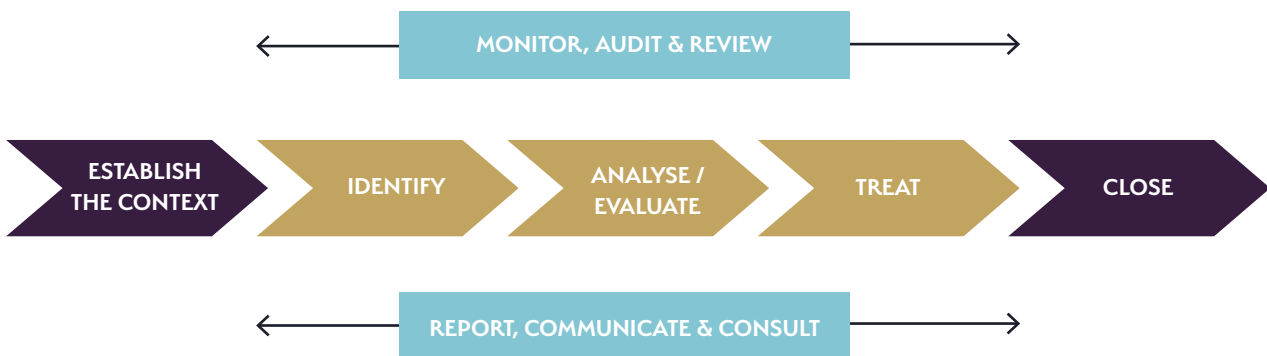 MONITOR, AUDIT & REVIEW
ESTABLISH
THE CONTEXT
IDENTIFY
ANALYSE /
EVALUATE
TREAT
CLOSE
REPORT, COMMUNICATE & CONSULT